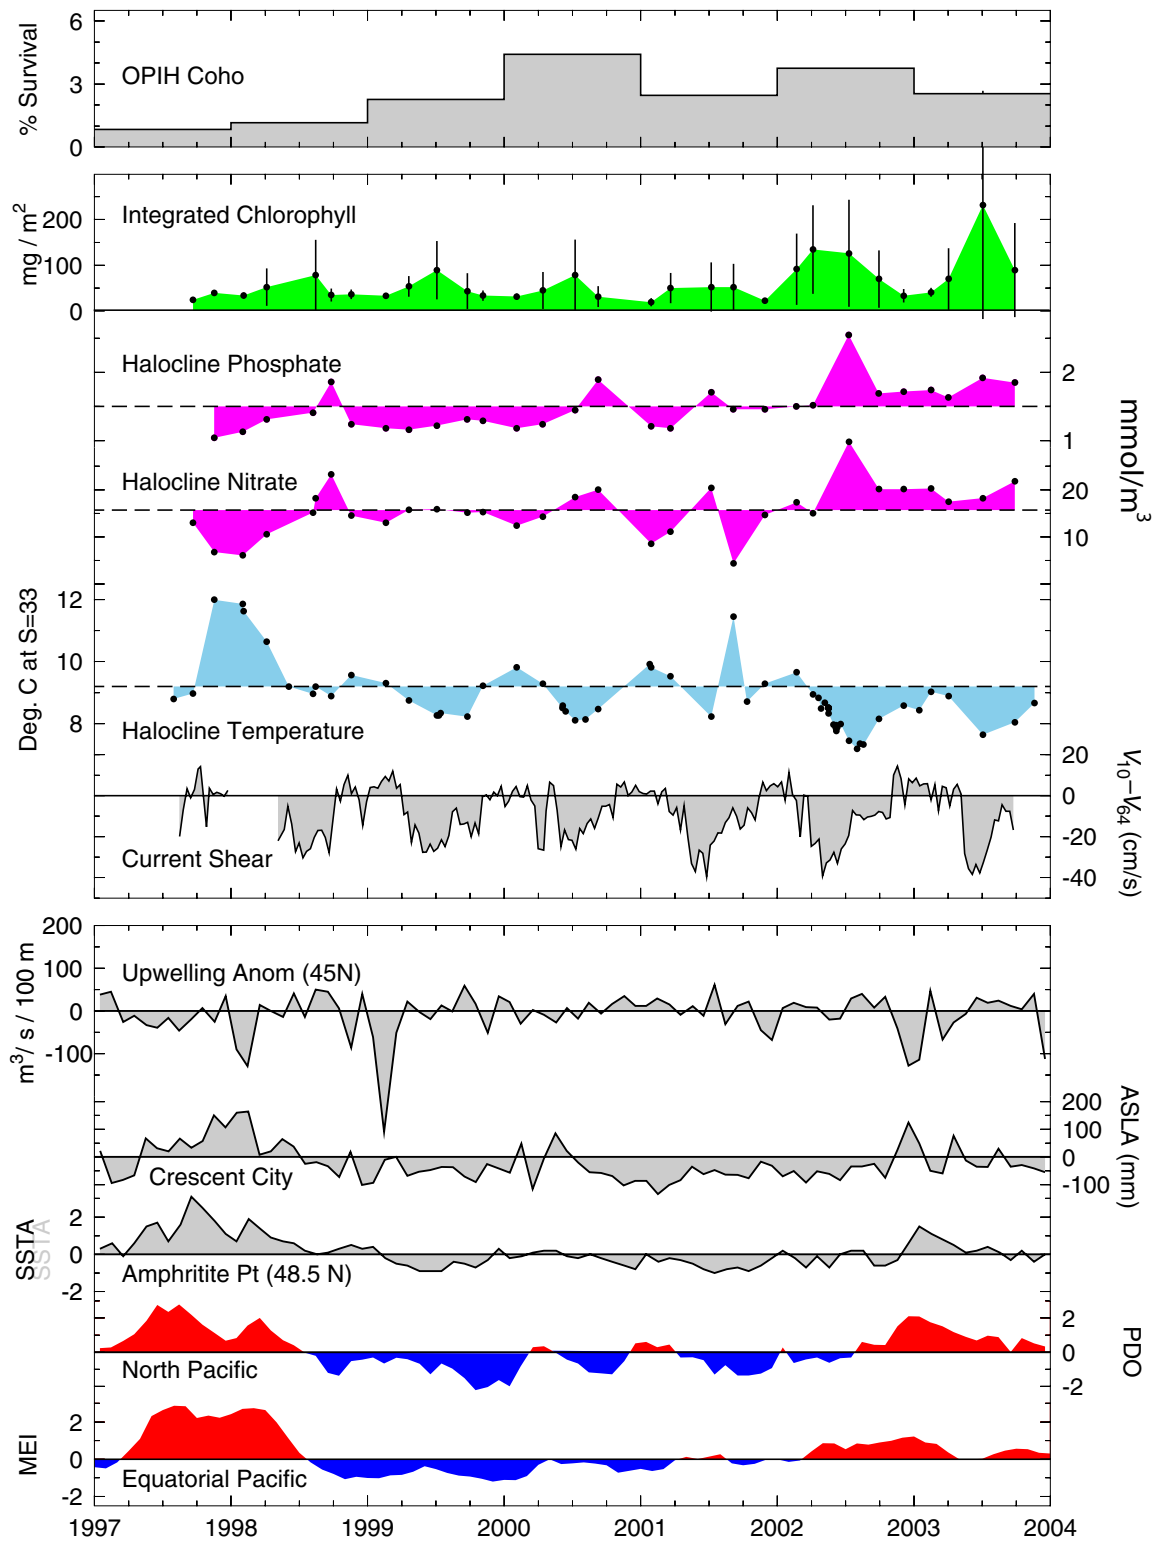 6
3
0
% Survival
OPIH Coho
200
100
0
mg / m2
Integrated Chlorophyll
Halocline Phosphate
2
1
mmol/m3
Halocline Nitrate
20
10
12
10
8
Deg. C at S=33
Halocline Temperature
20
0
-20
-40
V10–V64 (cm/s)
Current Shear
200
100
0
-100
m3/ s / 100 m
Upwelling Anom (45N)
200
100
0
-100
ASLA (mm)
Crescent City
2
0
-2
SSTA
SSTA
Amphritite Pt (48.5 N)
2
0
-2
PDO
North Pacific
2
0
-2
MEI
Equatorial Pacific
1997 1998 1999 2000 2001 2002 2003 2004